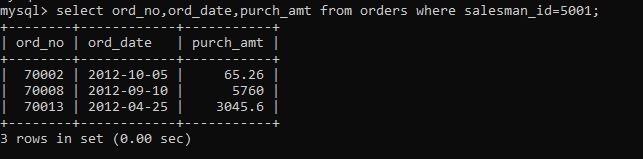 mysql> select ord_no,ord_date,purch_amt from orders where salesman_id=5001;
+--------+------------+-----------+
| ord_no | ord_date   | purch_amt |
+--------+------------+-----------+
|  70002 | 2012-10-05 |     65.26 |
|  70008 | 2012-09-10 |      5760 |
|  70013 | 2012-04-25 |    3045.6 |
+--------+------------+-----------+
3 rows in set (0.00 sec)